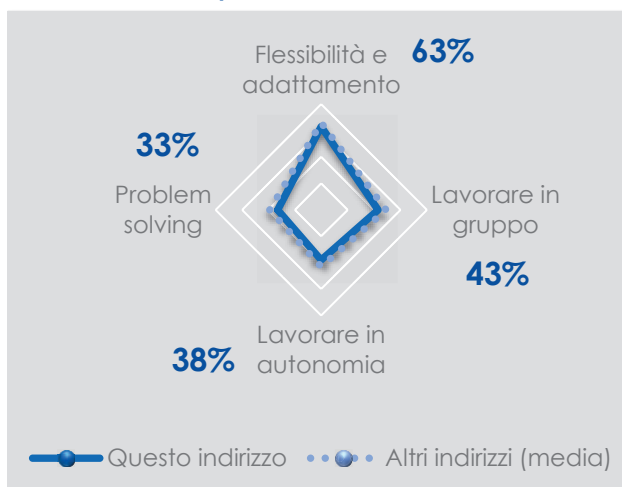 Flessibilità e 63%
adattamento
33%
Problem
solving
Lavorare in
gruppo
43%
Lavorare in
38% autonomia
Questo indirizzo Altri indirizzi (media)